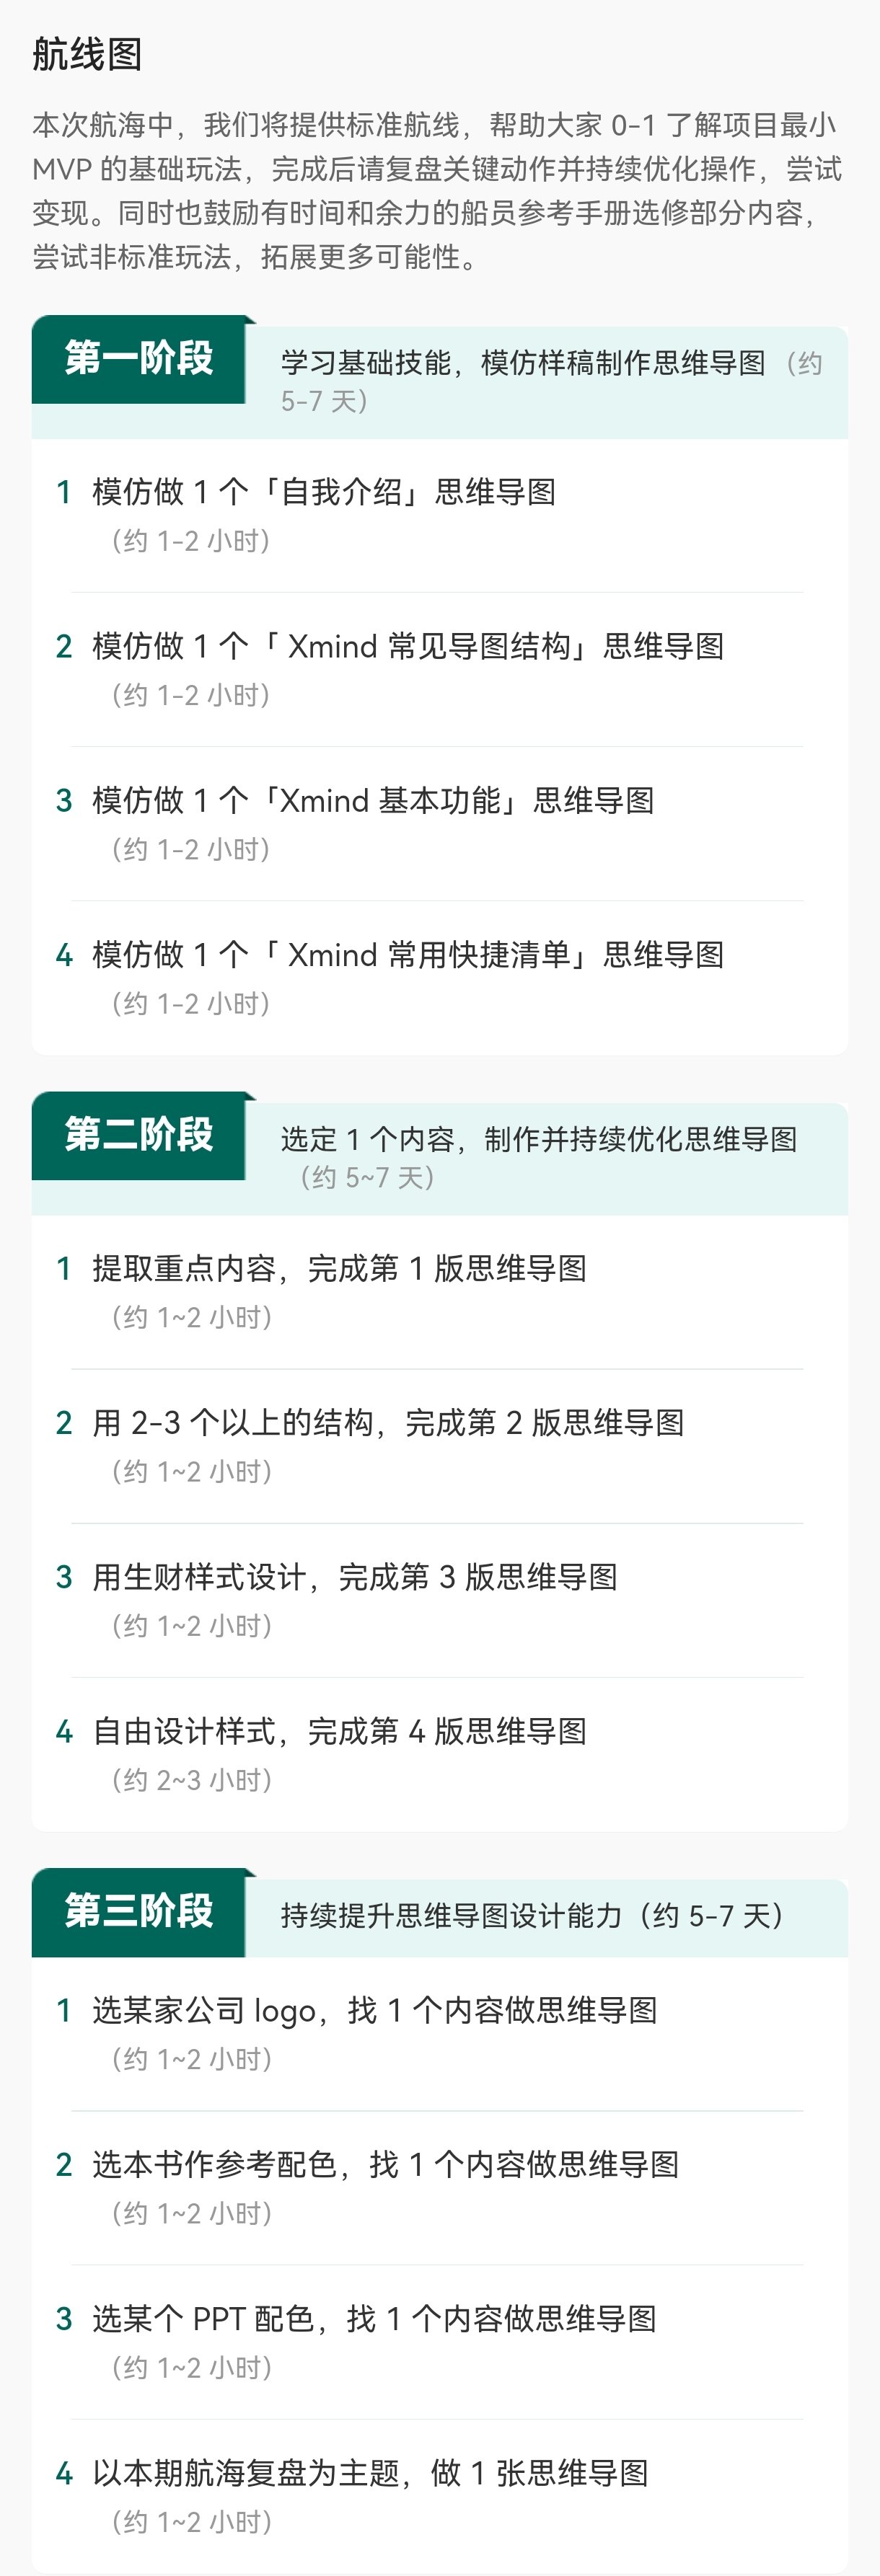 航线图
本次航海中，我们将提供标准航线，帮助大家 0-1 了解项目最小
MVP 的基础玩法，完成后请复盘关键动作并持续优化操作，尝试
变现。同时也鼓励有时间和余力的船员参考手册选修部分内容，
尝试非标准玩法，拓展更多可能性。
第一阶段
学习基础技能，模仿样稿制作思维导图（约
5-7 天）
1 模仿做 1 个「自我介绍」思维导图
（约 1-2 小时）
2 模仿做 1 个「 Xmind 常见导图结构」思维导图
（约 1-2 小时）
3 模仿做 1 个「Xmind 基本功能」思维导图
（约 1-2 小时）
4 模仿做 1 个「 Xmind 常用快捷清单」思维导图
（约 1-2 小时）
第二阶段
选定 1 个内容，制作并持续优化思维导图
（约 5~7 天）
1 提取重点内容，完成第 1 版思维导图
（约 1~2 小时）
2 用 2-3 个以上的结构，完成第 2 版思维导图
（约 1~2 小时）
3 用生财样式设计，完成第 3 版思维导图
（约 1~2 小时）
4 自由设计样式，完成第 4 版思维导图
（约 2~3 小时）
第三阶段
持续提升思维导图设计能力（约 5-7 天）
1 选某家公司 logo，找 1 个内容做思维导图
（约 1~2 小时）
2 选本书作参考配色，找 1 个内容做思维导图
（约 1~2 小时）
3 选某个 PPT 配色，找 1 个内容做思维导图
（约 1~2 小时）
4 以本期航海复盘为主题，做 1 张思维导图
（约 1~2 小时）